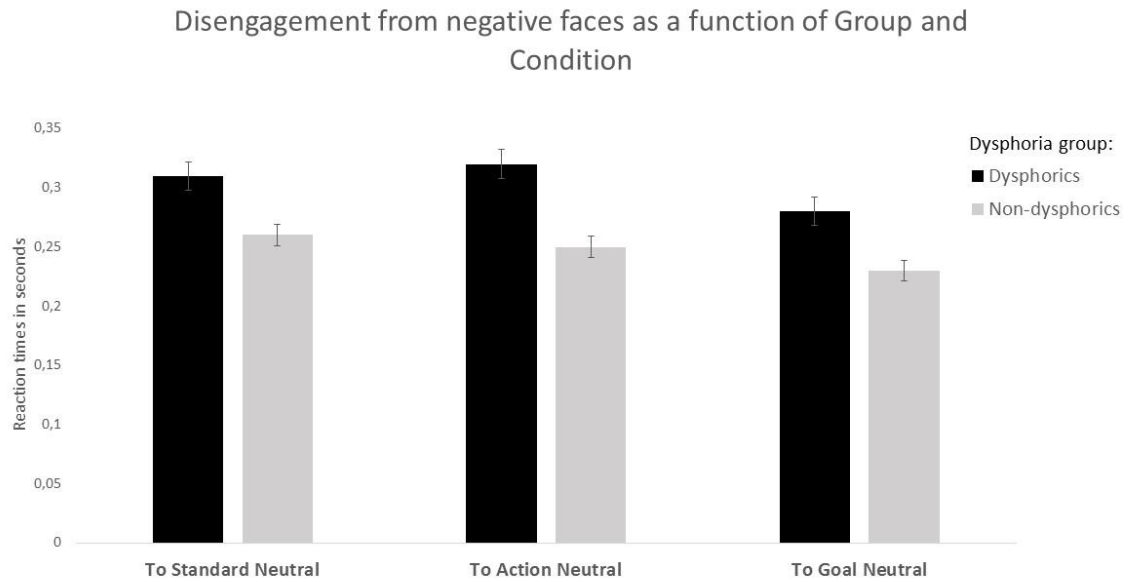 Disengagement from negative faces as a function of Group and
Condition
Reaction times in seconds
0,35
0,3
0,25
0,2
0,15
0,1
0,05
0
Dysphoria group:
Dysphorics
Non-dysphorics
To Standard Neutral
To Action Neutral
To Goal Neutral